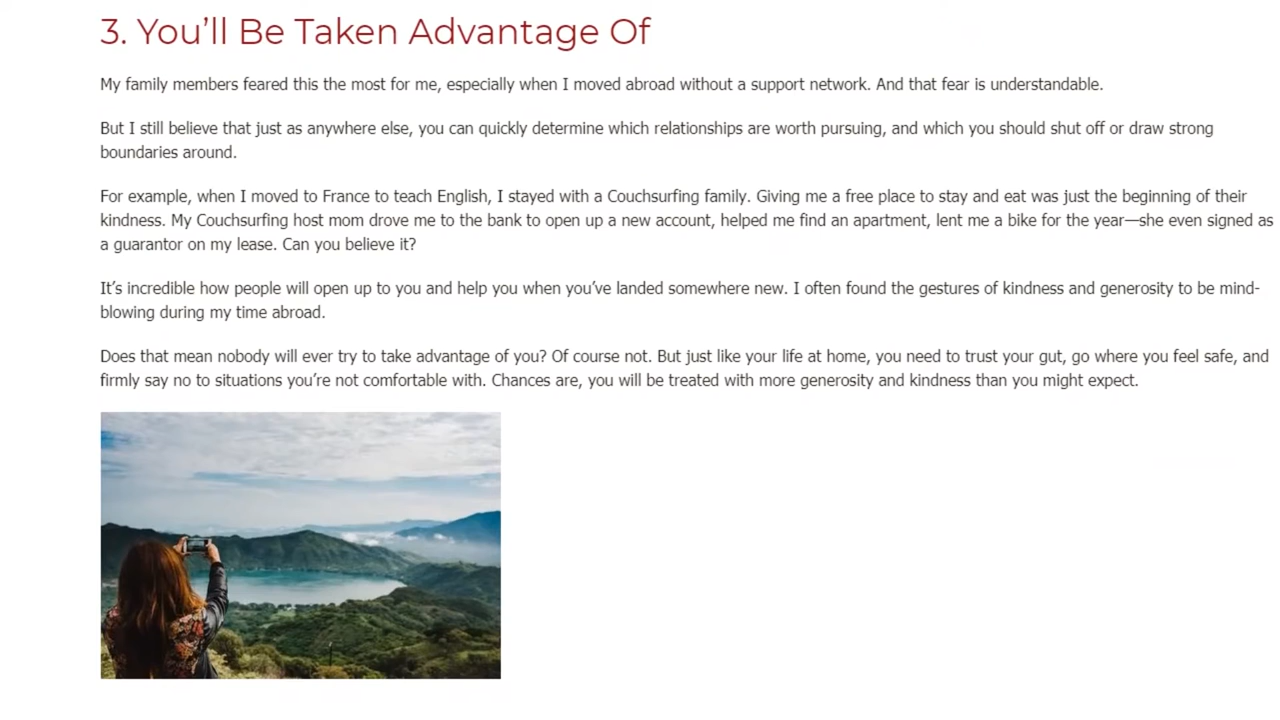 3. You’ll Be Taken Advantage Of
My family members feared this the most for me, especially when I moved abroad without a support network. And that fear is understandable.
But I still believe that just as anywhere else, you can quickly determine which relationships are worth pursuing, and which you should shut off or draw strong
boundaries around.
For example, when I moved to France to teach English, I stayed with a Couchsurfing family. Giving me a free place to stay and eat was just the beginning of their
kindness. My Couchsurfing host mom drove me to the bank to open up a new account, helped me find an apartment, lent me a bike for the year—she even signed as
a guarantor on my lease. Can you believe it?
It’s incredible how people will open up to you and help you when you’ve landed somewhere new. I often found the gestures of kindness and generosity to be mind-
blowing during my time abroad.
Does that mean nobody will ever try to take advantage of you? Of course not. But just like your life at home, you need to trust your gut, go where you feel safe, and
firmly say no to situations you’re not comfortable with. Chances are, you will be treated with more generosity and kindness than you might expect.